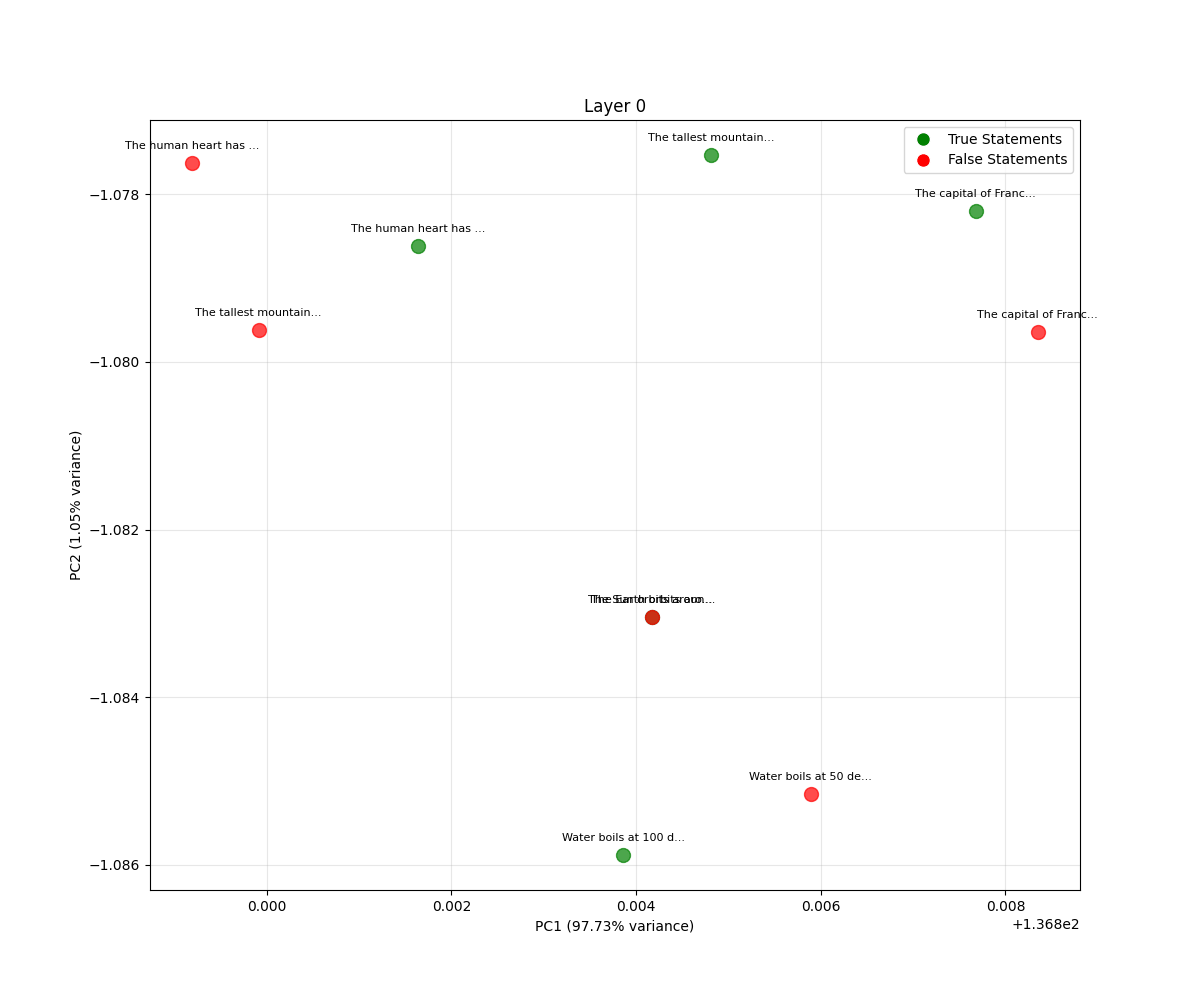 Layer 0
The human heart has ...
The tallest mountain...
True Statements
False Statements
The capital of Franc...
The human heart has ...
The tallest mountain...
The capital of Franc...
Water boils at 50 de...
Water boils at 100 d...
−1.078
−1.080
−1.082
−1.084
−1.086
PC2 (1.05% variance)
0.000
0.002
0.004
0.006
0.008
+1.368e2
PC1 (97.73% variance)